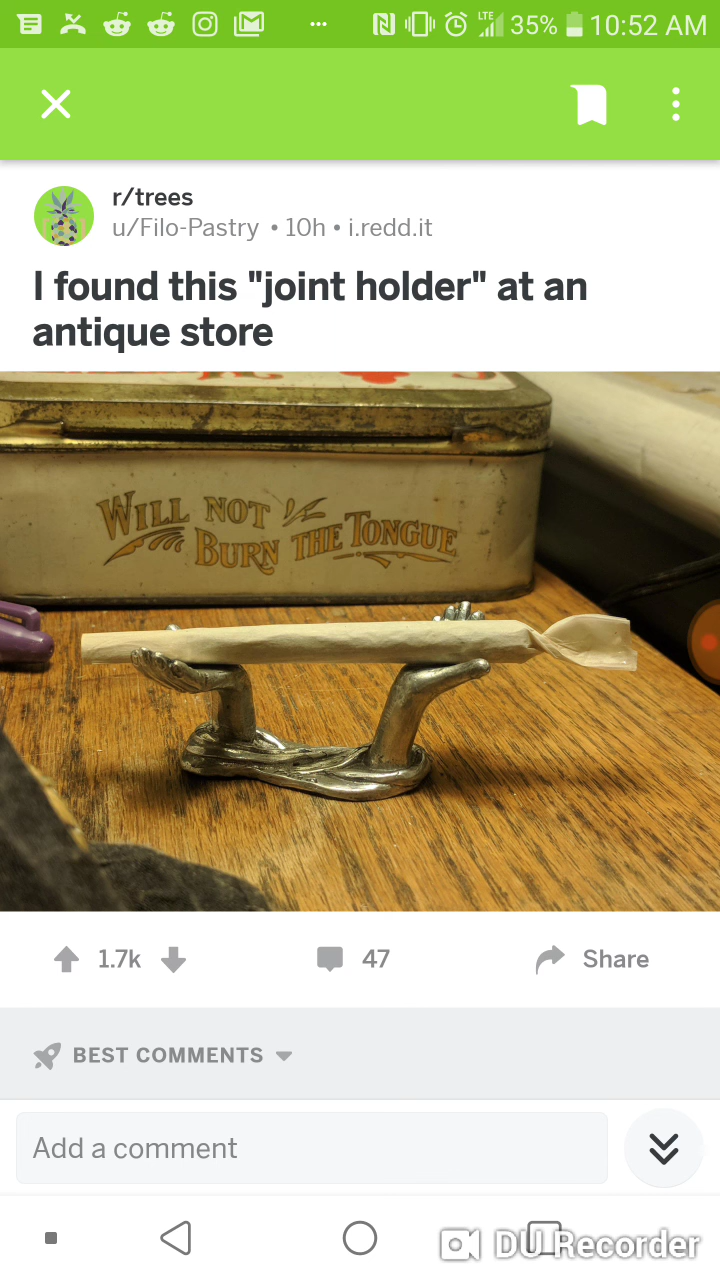 LTE 35% 10:52 AM
r/trees
u/Filo-Pastry • 10h • i.redd.it
I found this "joint holder" at an
antique store
WILL NOT
BURN THE TONGUE
1.7k 47 Share
BEST COMMENTS
Add a comment
DU Recorder